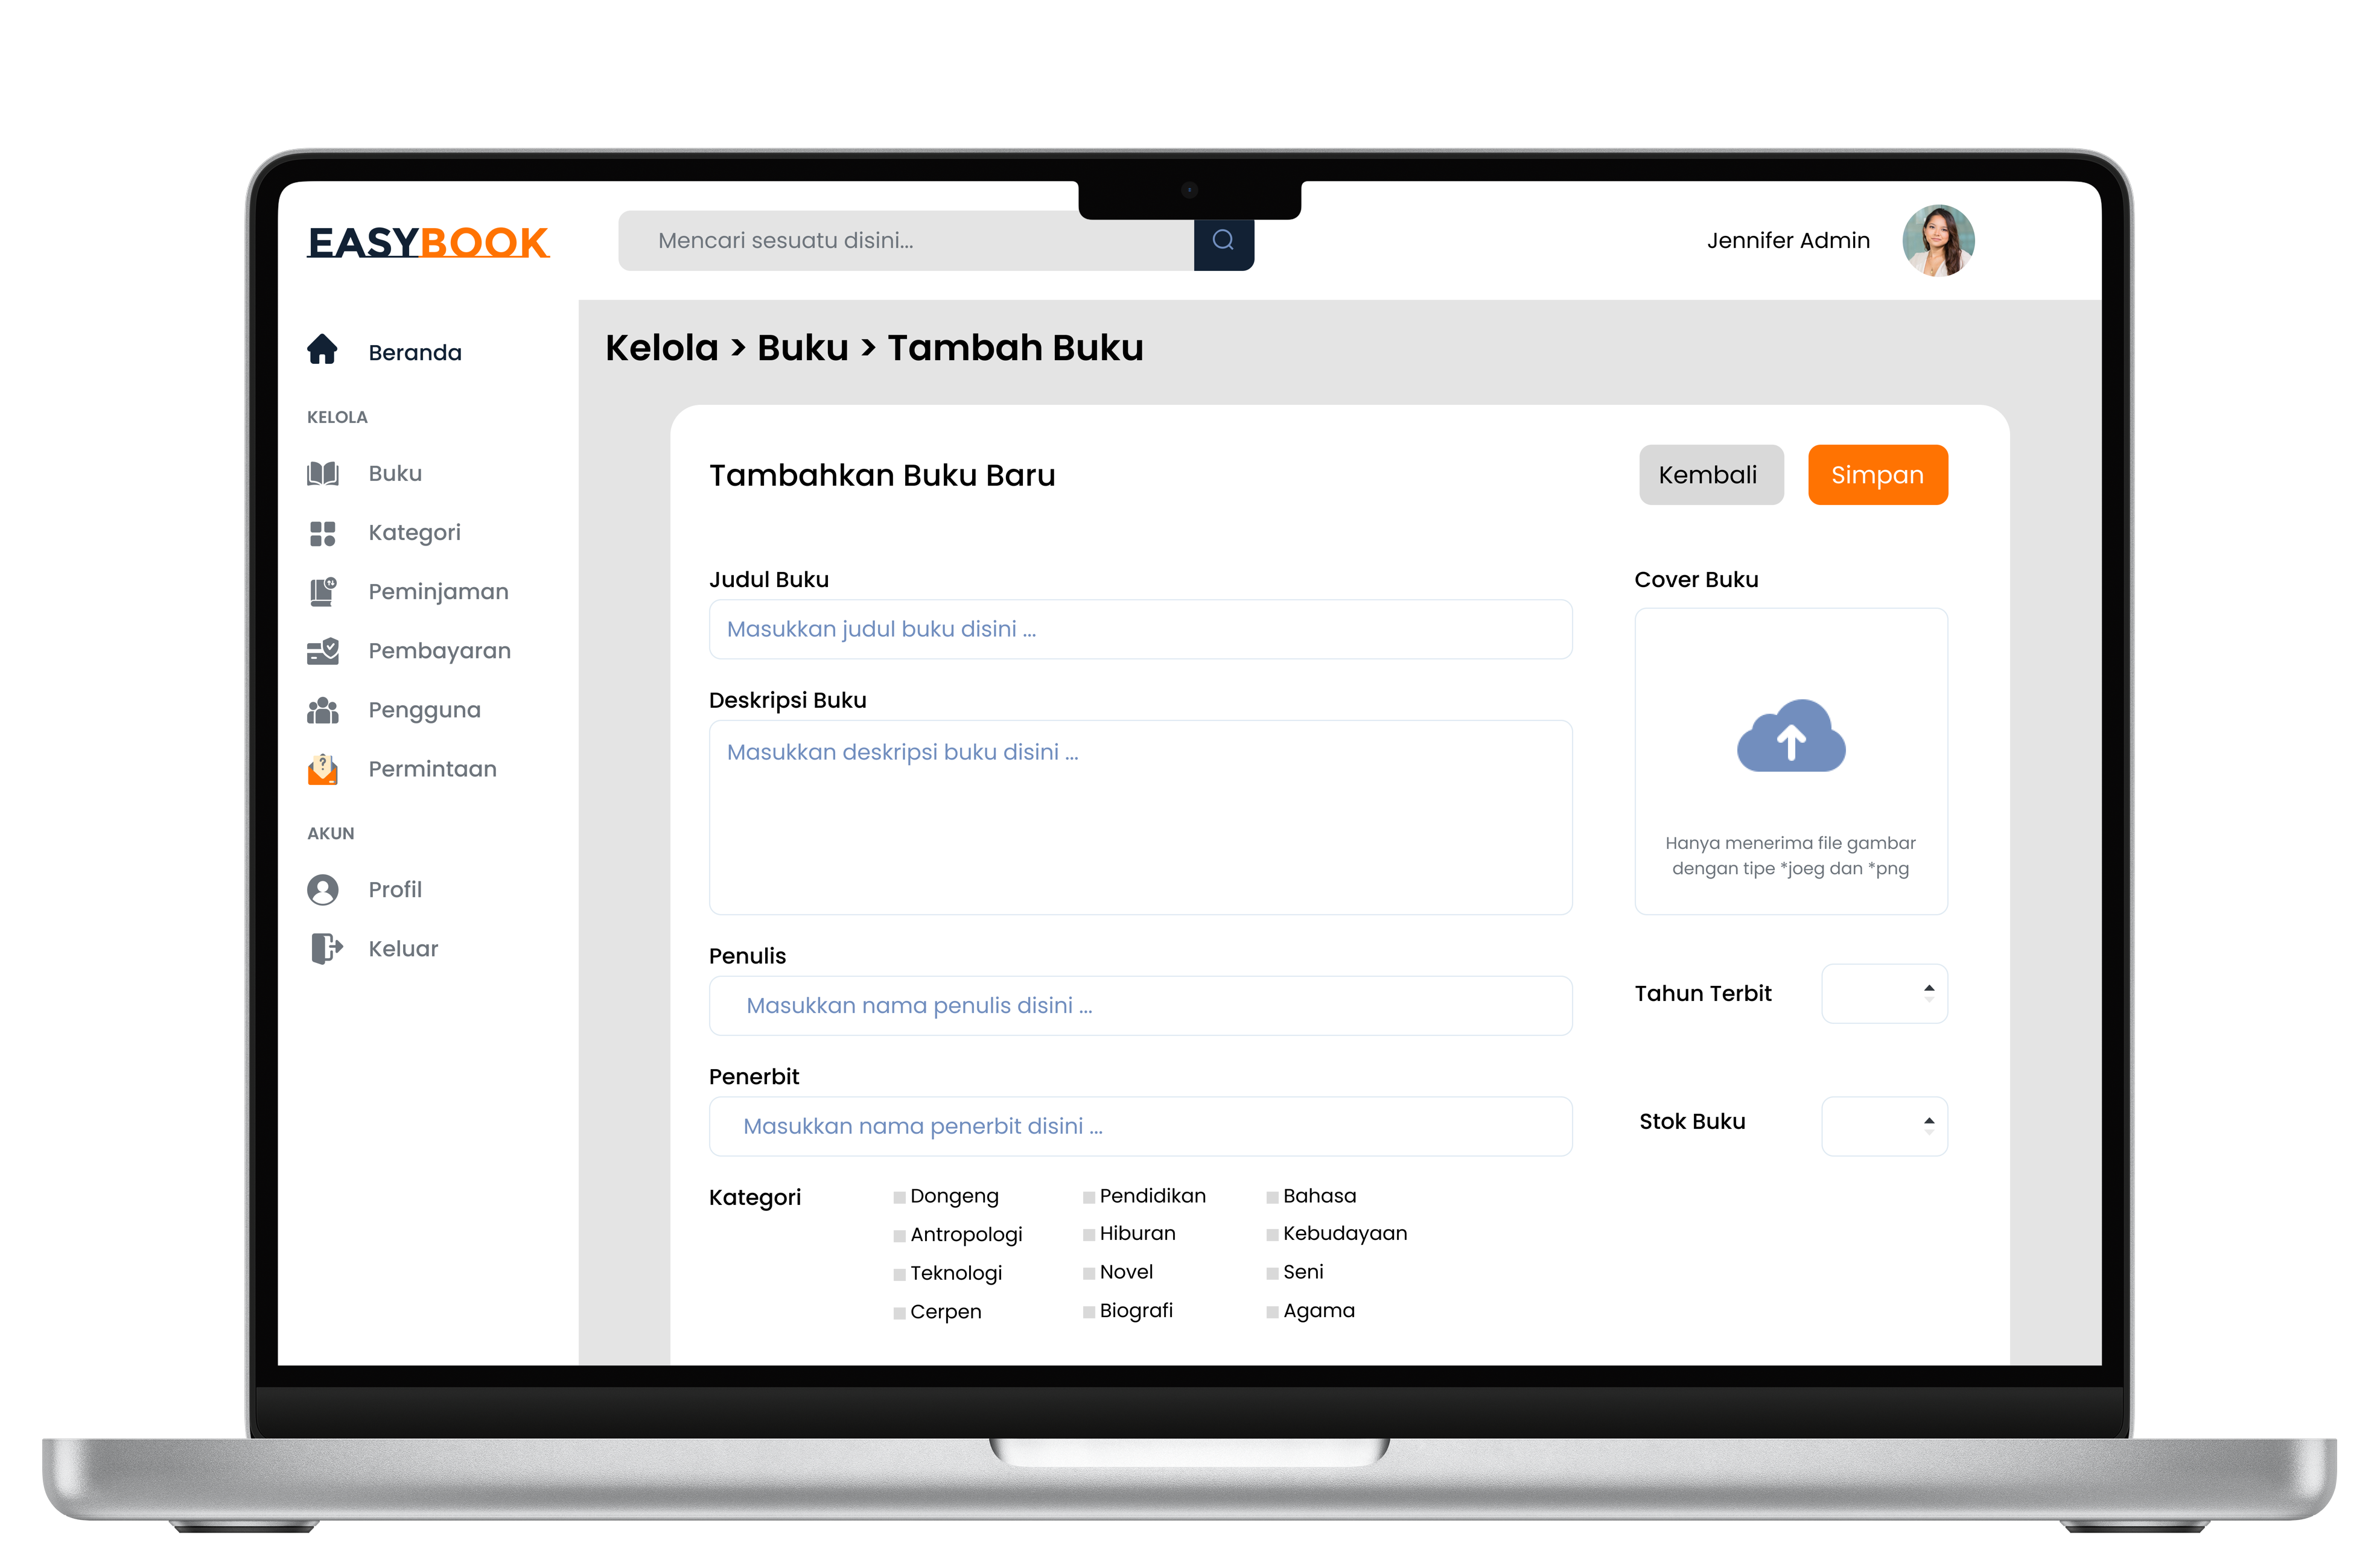 EASYBOOK
Mencari sesuatu disini...
Jennifer Admin
Beranda
KELOLA
Buku
Kategori
Peminjaman
Pembayaran
Pengguna
?
Permintaan
AKUN
Profil
Keluar
Kelola > Buku > Tambah Buku
Tambahkan Buku Baru
Kembali
Simpan
Judul Buku
Masukkan judul buku disini ...
Deskripsi Buku
Masukkan deskripsi buku disini ...
Penulis
Masukkan nama penulis disini ...
Penerbit
Masukkan nama penerbit disini ...
Cover Buku
Hanya menerima file gambar
dengan tipe *joeg dan *png
Tahun Terbit
Stok Buku
Kategori
Dongeng
Antropologi
Teknologi
Cerpen
Pendidikan
Hiburan
Novel
Biografi
Bahasa
Kebudayaan
Seni
Agama